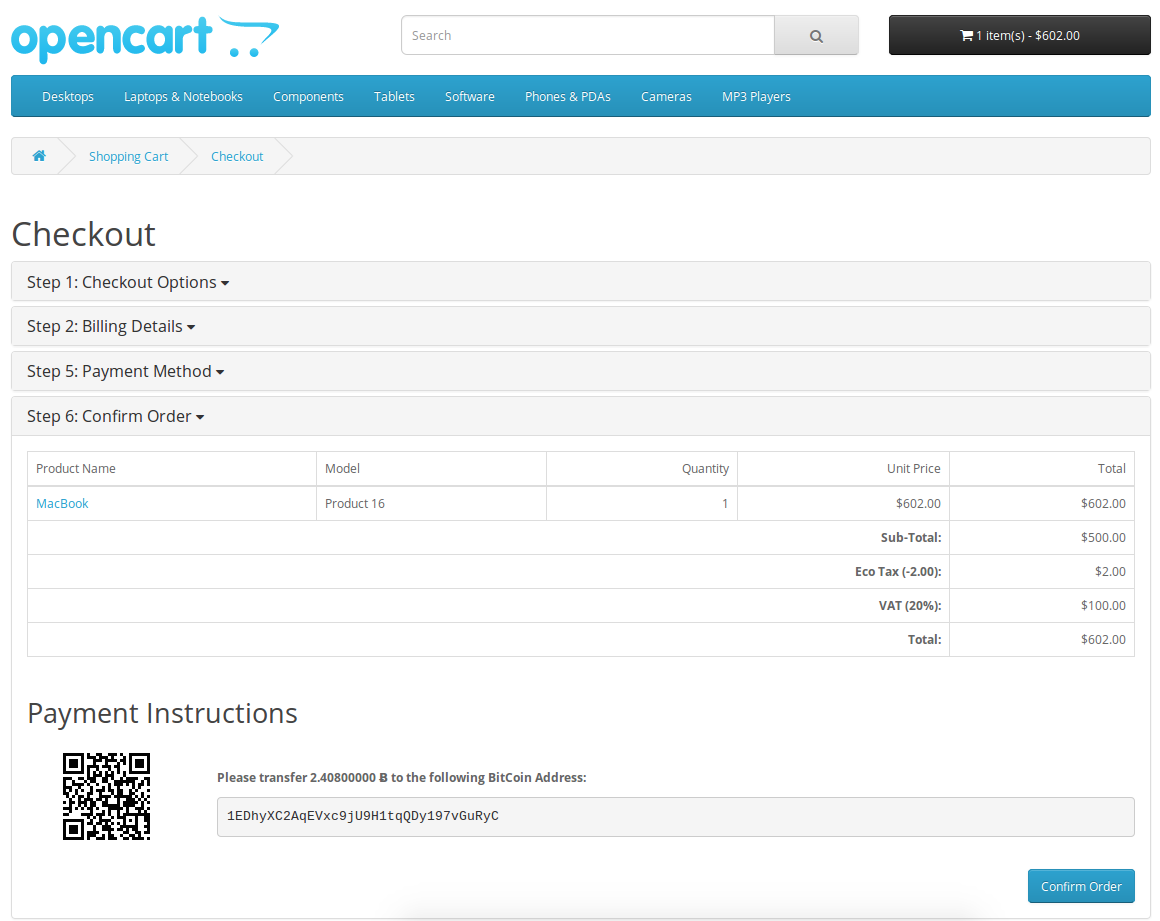 opencart
Search
1 item(s) - $602.00
Desktops Laptops & Notebooks Components Tablets Software Phones & PDAs Cameras MP3 Players
Shopping Cart Checkout
Checkout
Step 1: Checkout Options
Step 2: Billing Details
Step 5: Payment Method
Step 6: Confirm Order
Product Name Model Quantity Unit Price Total
MacBook Product 16 1 $602.00 $602.00
Sub-Total: $500.00
Eco Tax (-2.00): $2.00
VAT (20%): $100.00
Total: $602.00
Payment Instructions
Please transfer 2.40800000 Ƀ to the following BitCoin Address:
1EDhyXC2AqEVxc9jU9H1tqQDy197vGuRyC
Confirm Order